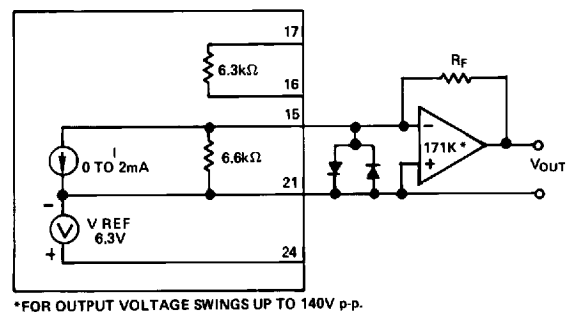 17
6.3kΩ
16
R_F
15
−
171K*
+
I
0 TO 2mA
6.6kΩ
V_OUT
21
−
V REF
6.3V
+
24
*FOR OUTPUT VOLTAGE SWINGS UP TO 140V p-p.